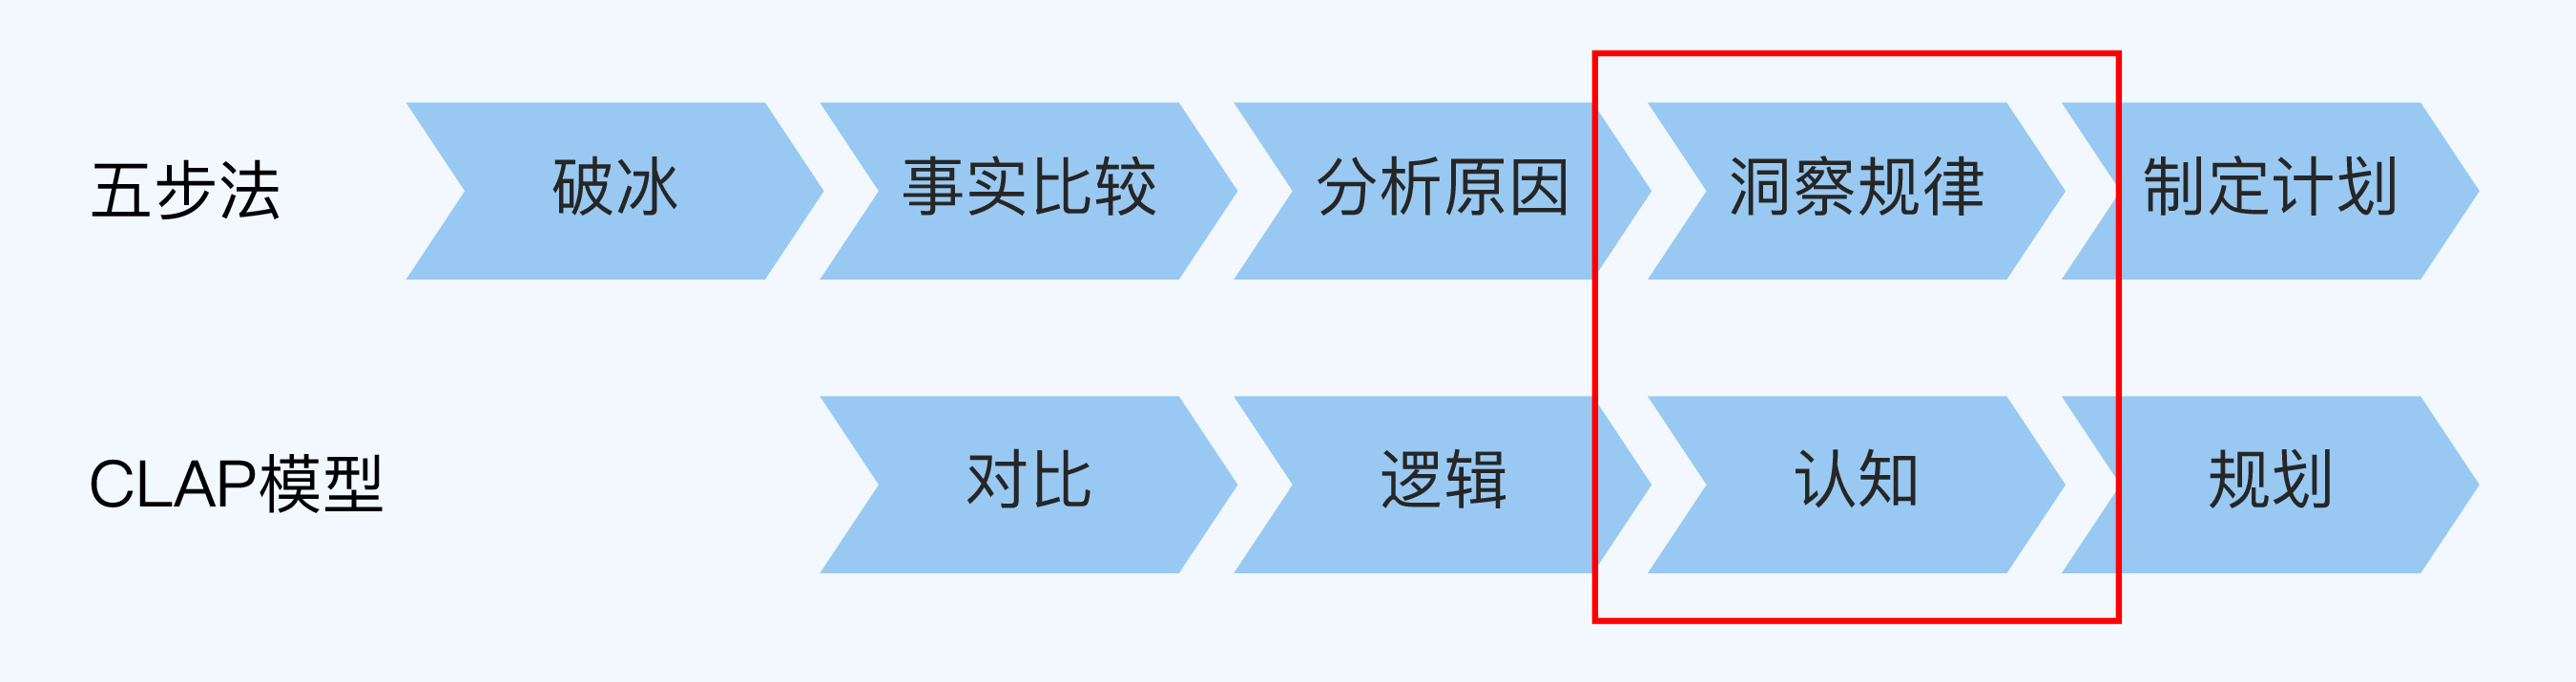 五步法 破冰 事实比较 分析原因 洞察规律 制定计划
CLAP模型 对比 逻辑 认知 规划